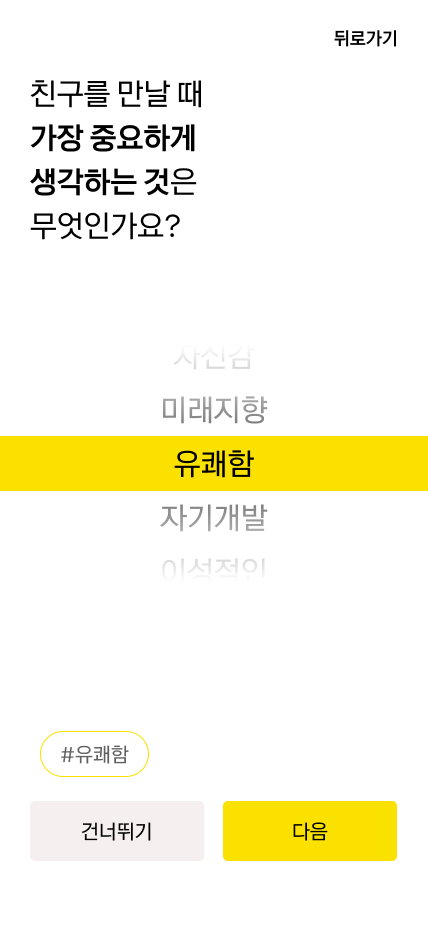 뒤로가기
친구를 만날 때
가장 중요하게
생각하는 것은
무엇인가요?
자신감
미래지향
유쾌함
자기개발
이성적인
#유쾌함
건너뛰기
다음